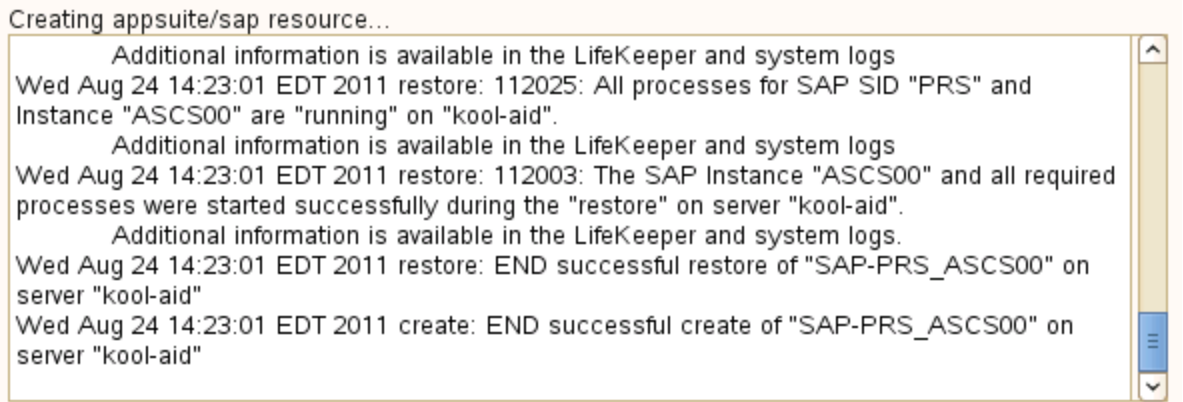 Creating appsuite/sap resource...
Additional information is available in the LifeKeeper and system logs
Wed Aug 24 14:23:01 EDT 2011 restore: 112025: All processes for SAP SID "PRS" and
Instance "ASCS00" are "running" on "kool-aid".
Additional information is available in the LifeKeeper and system logs
Wed Aug 24 14:23:01 EDT 2011 restore: 112003: The SAP Instance "ASCS00" and all required
processes were started successfully during the "restore" on server "kool-aid".
Additional information is available in the LifeKeeper and system logs.
Wed Aug 24 14:23:01 EDT 2011 restore: END successful restore of "SAP-PRS_ASCS00" on
server "kool-aid"
Wed Aug 24 14:23:01 EDT 2011 create: END successful create of "SAP-PRS_ASCS00" on
server "kool-aid"